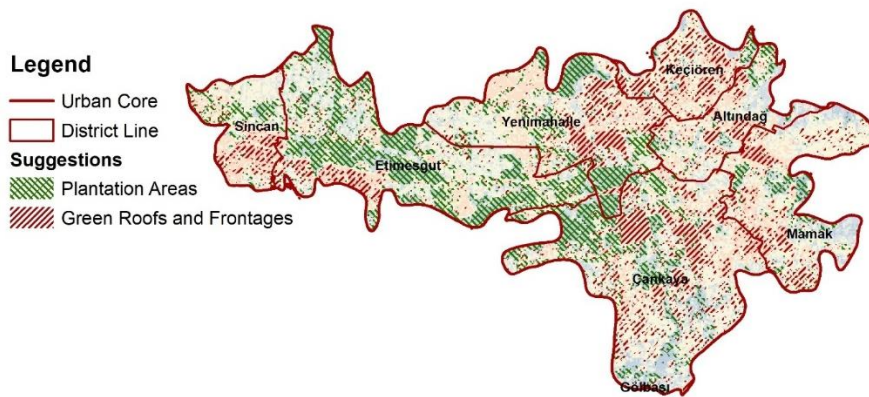 Legend
Urban Core
District Line
Suggestions
Plantation Areas
Green Roofs and Frontages
Keçiören
Altındağ
Yenimahalle
Sincan
Etimesgut
Mamak
Çankaya
Gölbaşı